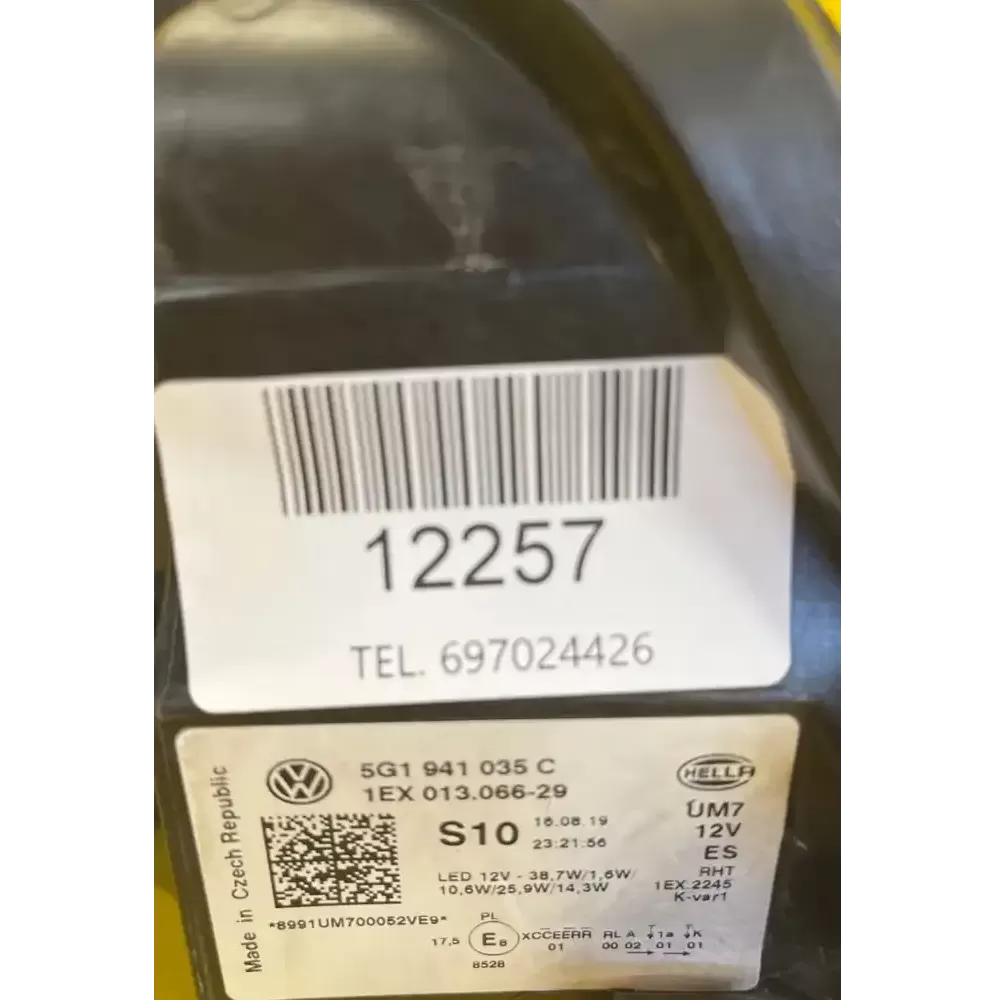 12257
TEL. 697024426
Made in Czech Republic
5G1 941 035 C
1EX 013.066-29
HELLA
S10
16.08.19
23:21:56
UM7
12V
ES
RHT
1EX.2245
K-var1
LED 12V - 38,7W/1,6W/
10,6W/25,9W/14,3W
*8991UM700052VE9*
PL
17,5 E8 XCCEERR RL A 1a K
01 00 02 01 01
8528